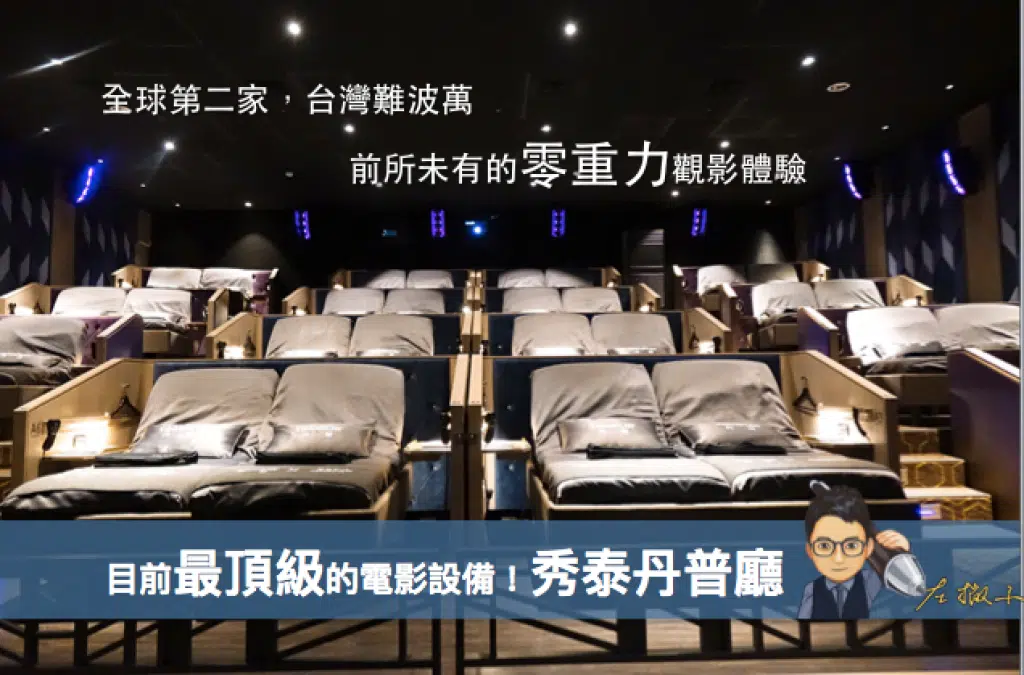 全球第二家，台灣難波萬
前所未有的零重力觀影體驗
目前最頂級的電影設備！秀泰丹普廳
左撇卡